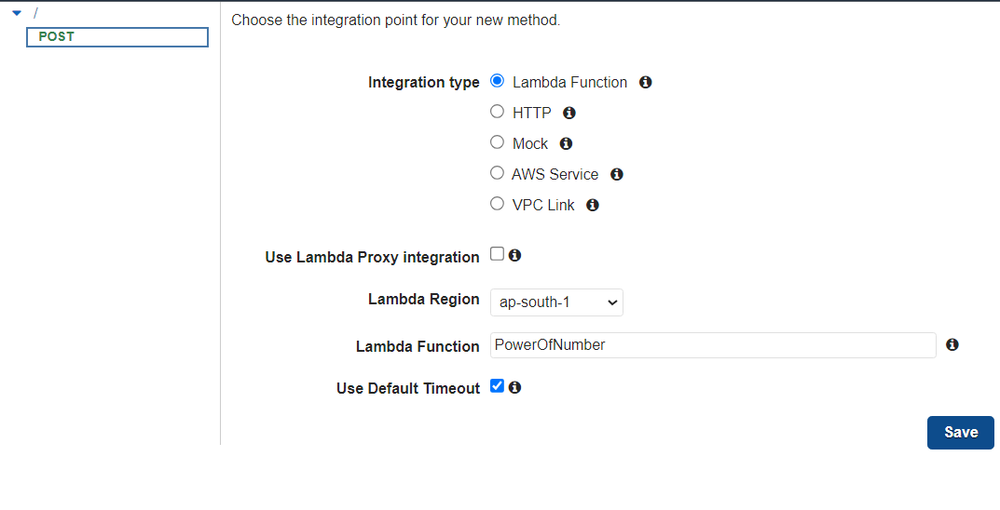 /
POST
Choose the integration point for your new method.
Integration type
Lambda Function
HTTP
Mock
AWS Service
VPC Link
Use Lambda Proxy integration
Lambda Region ap-south-1
Lambda Function PowerOfNumber
Use Default Timeout
Save